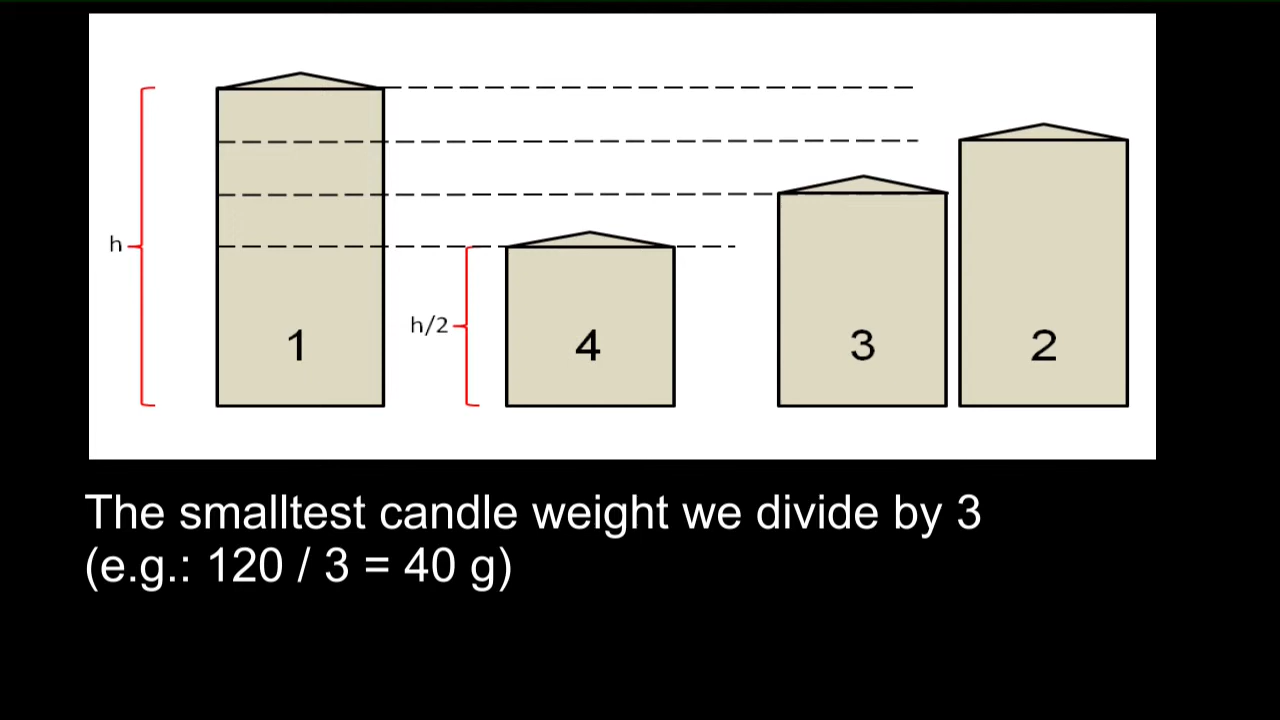 h
h/2
1
4
3
2
The smalltest candle weight we divide by 3
(e.g.: 120 / 3 = 40 g)